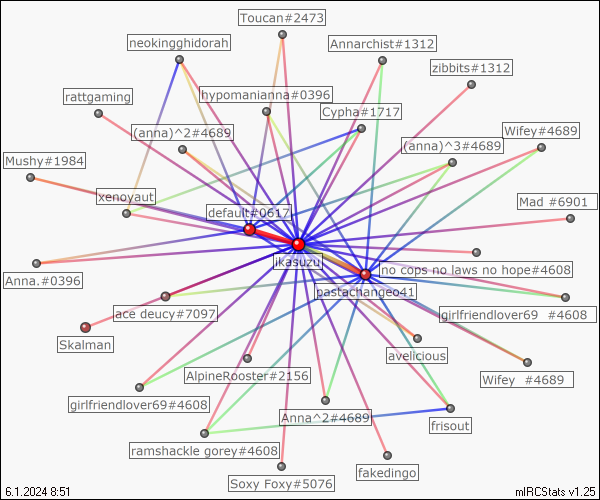 Toucan#2473
neokingghidorah
Annarchist#1312
zibbits#1312
rattgaming
hypomanianna#0396
Cypha#1717
(anna)^2#4689
Wifey#4689
(anna)^3#4689
Mushy#1984
xenoyaut
Mad #6901
default#0617
ikasuzu
no cops no laws no hope#4608
Anna.#0396
pastachangeo41
ace deucy#7097
girlfriendlover69 #4608
Skalman
avelicious
AlpineRooster#2156
Wifey #4689
girlfriendlover69#4608
Anna^2#4689
frisout
ramshackle gorey#4608
fakedingo
Soxy Foxy#5076
6.1.2024 8:51
mIRCStats v1.25